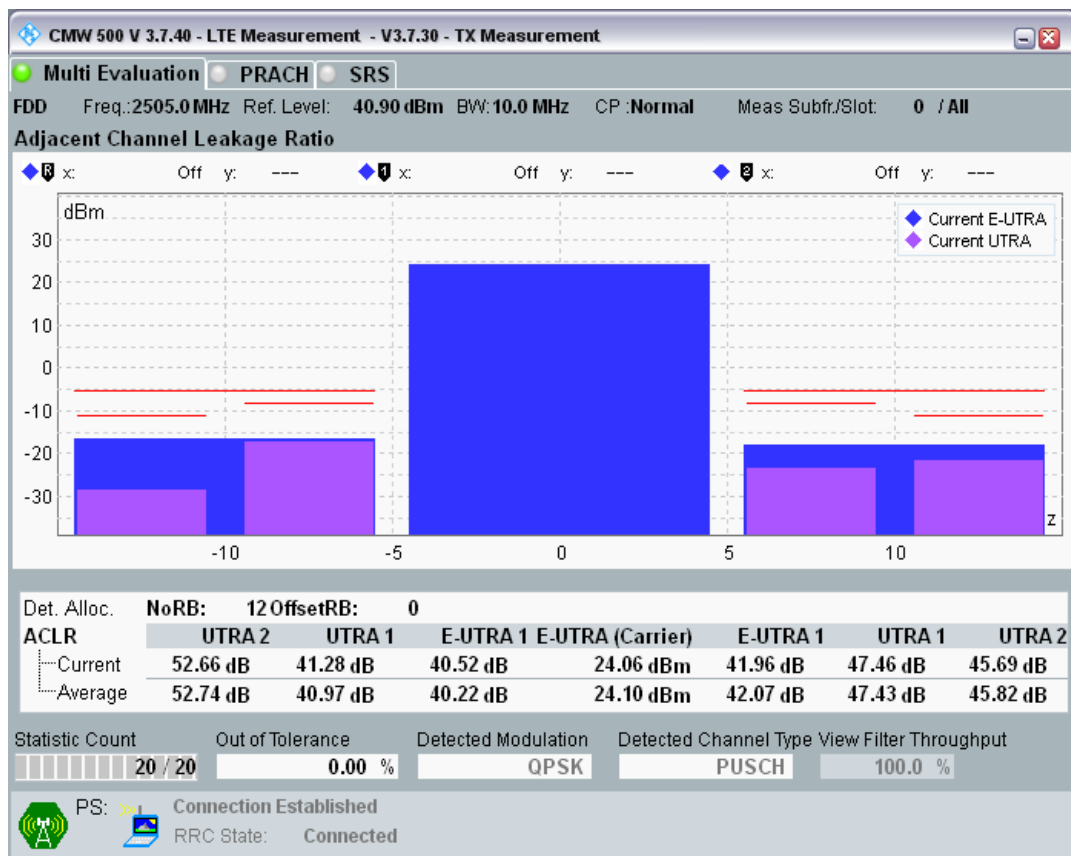 CMW 500 V 3.7.40 - LTE Measurement - V3.7.30 - TX Measurement
Multi Evaluation PRACH SRS
FDD Freq.:2505.0 MHz Ref. Level: 40.90 dBm BW:10.0 MHz CP :Normal Meas Subfr./Slot: 0 / All
Adjacent Channel Leakage Ratio
R x: Off y: --- 1 x: Off y: --- 2 x: Off y: ---
dBm
Current E-UTRA
Current UTRA
30
20
10
0
-10
-20
-30
z
-10 -5 0 5 10
Det. Alloc. NoRB: 12 OffsetRB: 0
ACLR UTRA 2 UTRA 1 E-UTRA 1 E-UTRA (Carrier) E-UTRA 1 UTRA 1 UTRA 2
Current 52.66 dB 41.28 dB 40.52 dB 24.06 dBm 41.96 dB 47.46 dB 45.69 dB
Average 52.74 dB 40.97 dB 40.22 dB 24.10 dBm 42.07 dB 47.43 dB 45.82 dB
Statistic Count Out of Tolerance Detected Modulation Detected Channel Type View Filter Throughput
20 / 20 0.00 % QPSK PUSCH 100.0 %
PS: Connection Established
RRC State: Connected